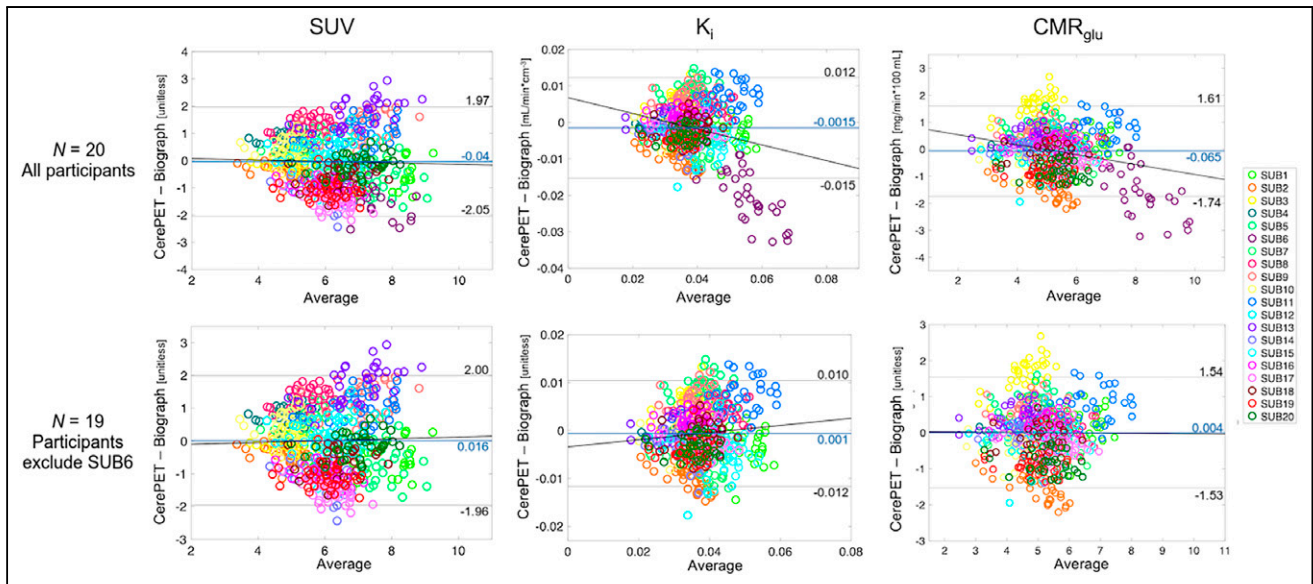 SUV
K_i
CMR_glu
N = 20
All participants
CerePET – Biograph [unitless]
4
3
2
1
0
-1
-2
-3
-4
1.97
-0.04
-2.05
2
4
6
8
10
Average
CerePET – Biograph [mL/min*cm⁻³]
0.02
0.01
0
-0.01
-0.02
-0.03
-0.04
0.012
-0.0015
-0.015
0
0.02
0.04
0.06
0.08
Average
CerePET – Biograph [mg/min*100 mL]
4
3
2
1
0
-1
-2
-3
-4
1.61
-0.065
-1.74
2
4
6
8
10
Average
N = 19
Participants
exclude SUB6
CerePET – Biograph [unitless]
3
2
1
0
-1
-2
-3
2.00
0.016
-1.96
2
4
6
8
10
Average
CerePET – Biograph [unitless]
0.02
0.01
0
-0.01
-0.02
0.010
0.001
-0.012
0
0.02
0.04
0.06
0.08
Average
CerePET – Biograph [unitless]
3
2
1
0
-1
-2
-3
1.54
0.004
-1.53
2
3
4
5
6
7
8
9
10
11
Average
SUB1
SUB2
SUB3
SUB4
SUB5
SUB6
SUB7
SUB8
SUB9
SUB10
SUB11
SUB12
SUB13
SUB14
SUB15
SUB16
SUB17
SUB18
SUB19
SUB20